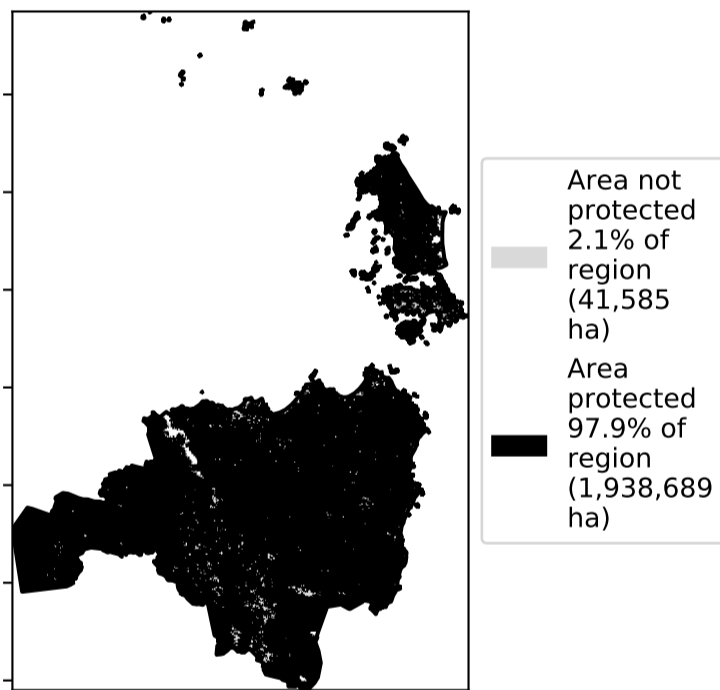 Area not
protected
2.1% of
region
(41,585
ha)
Area
protected
97.9% of
region
(1,938,689
ha)